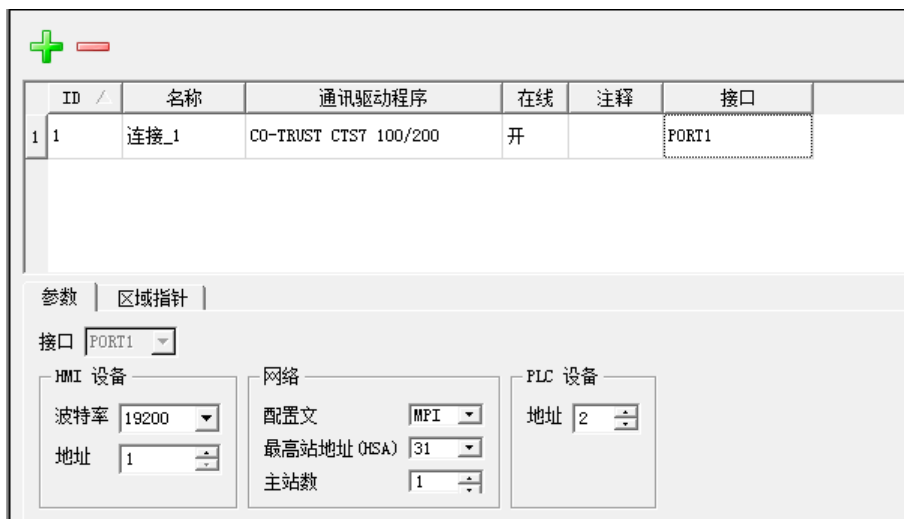 ID 名称 通讯驱动程序 在线 注释 接口
1 1 连接_1 CO-TRUST CTS7 100/200 开 PORT1
参数 区域指针
接口 PORT1
HMI 设备 网络 PLC 设备
波特率 19200 配置文 MPI 地址 2
地址 1 最高站地址(HSA) 31
主站数 1